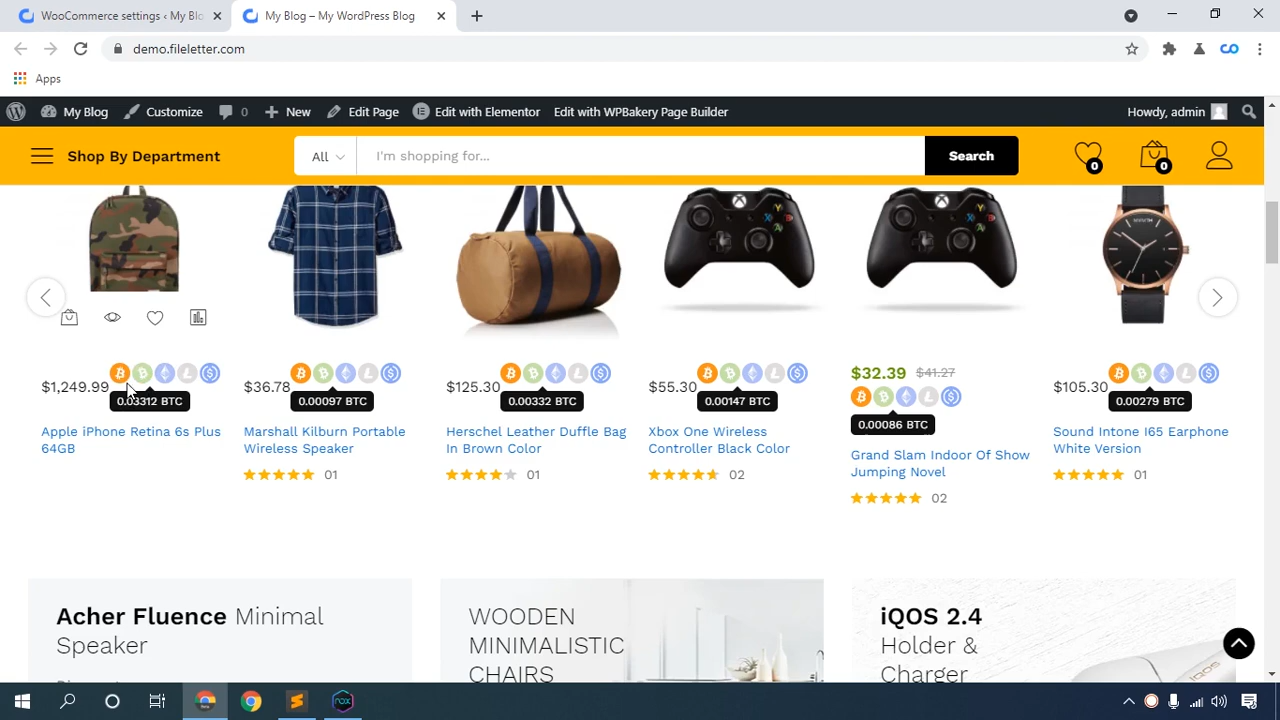 WooCommerce settings ‹ My Blo
My Blog – My WordPress Blog
demo.fileletter.com
Apps
My Blog
Customize
0
New
Edit Page
Edit with Elementor
Edit with WPBakery Page Builder
Howdy, admin
Shop By Department
All
I'm shopping for...
Search
0
0
$1,249.99
0.03312 BTC
Apple iPhone Retina 6s Plus
64GB
$36.78
0.00097 BTC
Marshall Kilburn Portable
Wireless Speaker
01
$125.30
0.00332 BTC
Herschel Leather Duffle Bag
In Brown Color
01
$55.30
0.00147 BTC
Xbox One Wireless
Controller Black Color
02
$32.39 $41.27
0.00086 BTC
Grand Slam Indoor Of Show
Jumping Novel
02
$105.30
0.00279 BTC
Sound Intone I65 Earphone
White Version
01
Acher Fluence Minimal
Speaker
WOODEN
MINIMALISTIC
CHAIRS
iQOS 2.4
Holder &
Charger
IQOS